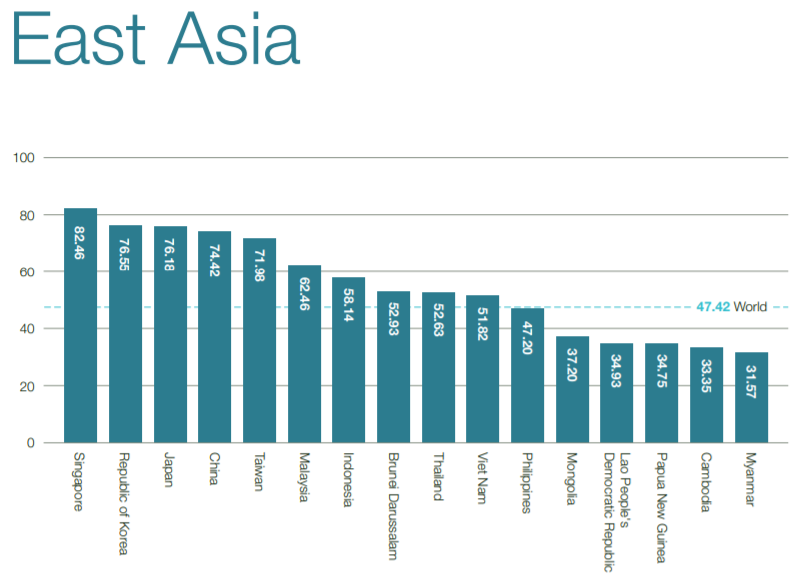 East Asia
100
80
60
40
20
0
82.46
76.55
76.18
74.42
71.98
62.46
58.14
52.93
52.63
51.82
47.20
37.20
34.93
34.75
33.35
31.57
47.42 World
Singapore
Republic of Korea
Japan
China
Taiwan
Malaysia
Indonesia
Brunei Darussalam
Thailand
Viet Nam
Philippines
Mongolia
Lao People's
Democratic Republic
Papua New Guinea
Cambodia
Myanmar